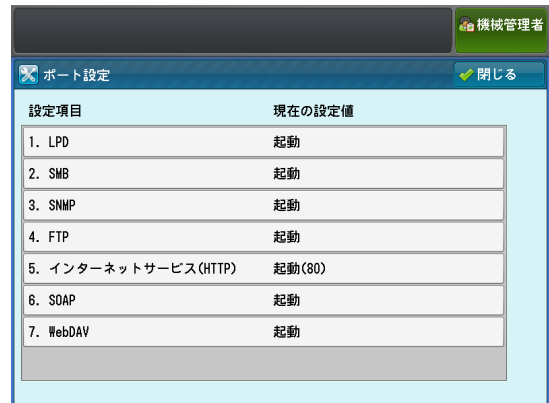 機械管理者
ポート設定
閉じる
設定項目 現在の設定値
1. LPD 起動
2. SMB 起動
3. SNMP 起動
4. FTP 起動
5. インターネットサービス(HTTP) 起動(80)
6. SOAP 起動
7. WebDAV 起動